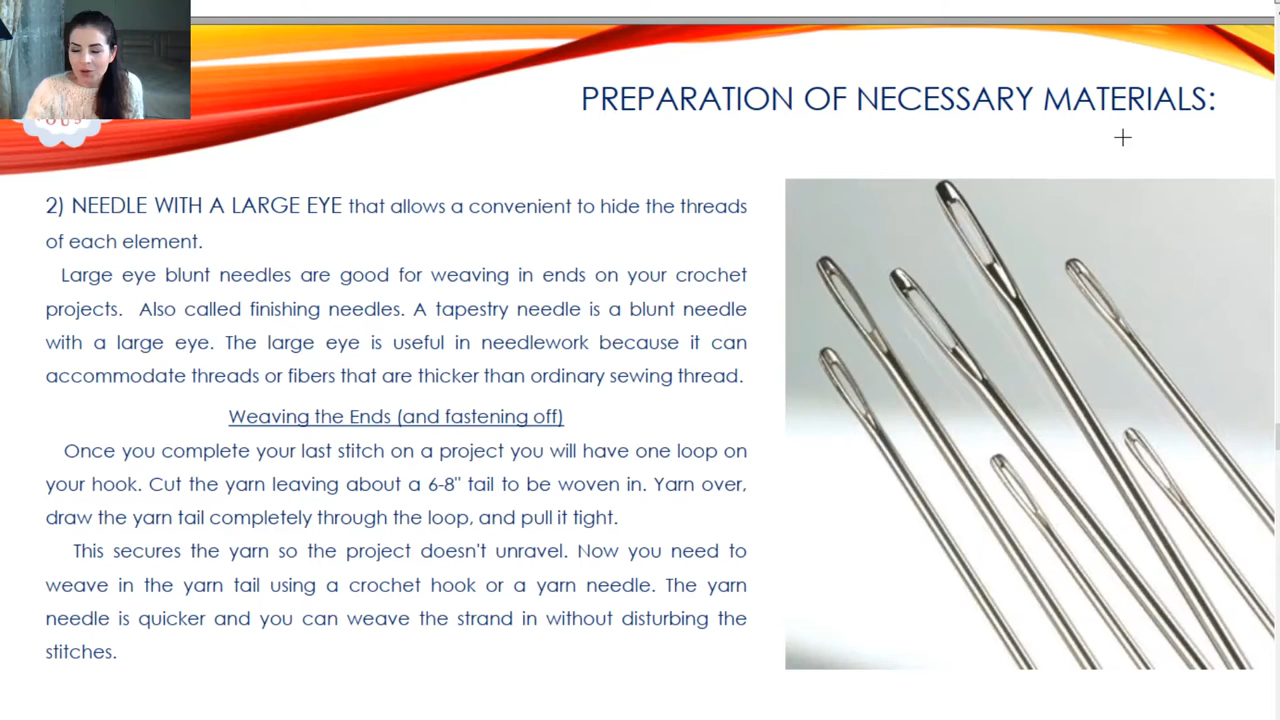 PREPARATION OF NECESSARY MATERIALS:
2) NEEDLE WITH A LARGE EYE that allows a convenient to hide the threads
of each element.
Large eye blunt needles are good for weaving in ends on your crochet
projects. Also called finishing needles. A tapestry needle is a blunt needle
with a large eye. The large eye is useful in needlework because it can
accommodate threads or fibers that are thicker than ordinary sewing thread.
Weaving the Ends (and fastening off)
Once you complete your last stitch on a project you will have one loop on
your hook. Cut the yarn leaving about a 6-8" tail to be woven in. Yarn over,
draw the yarn tail completely through the loop, and pull it tight.
This secures the yarn so the project doesn't unravel. Now you need to
weave in the yarn tail using a crochet hook or a yarn needle. The yarn
needle is quicker and you can weave the strand in without disturbing the
stitches.